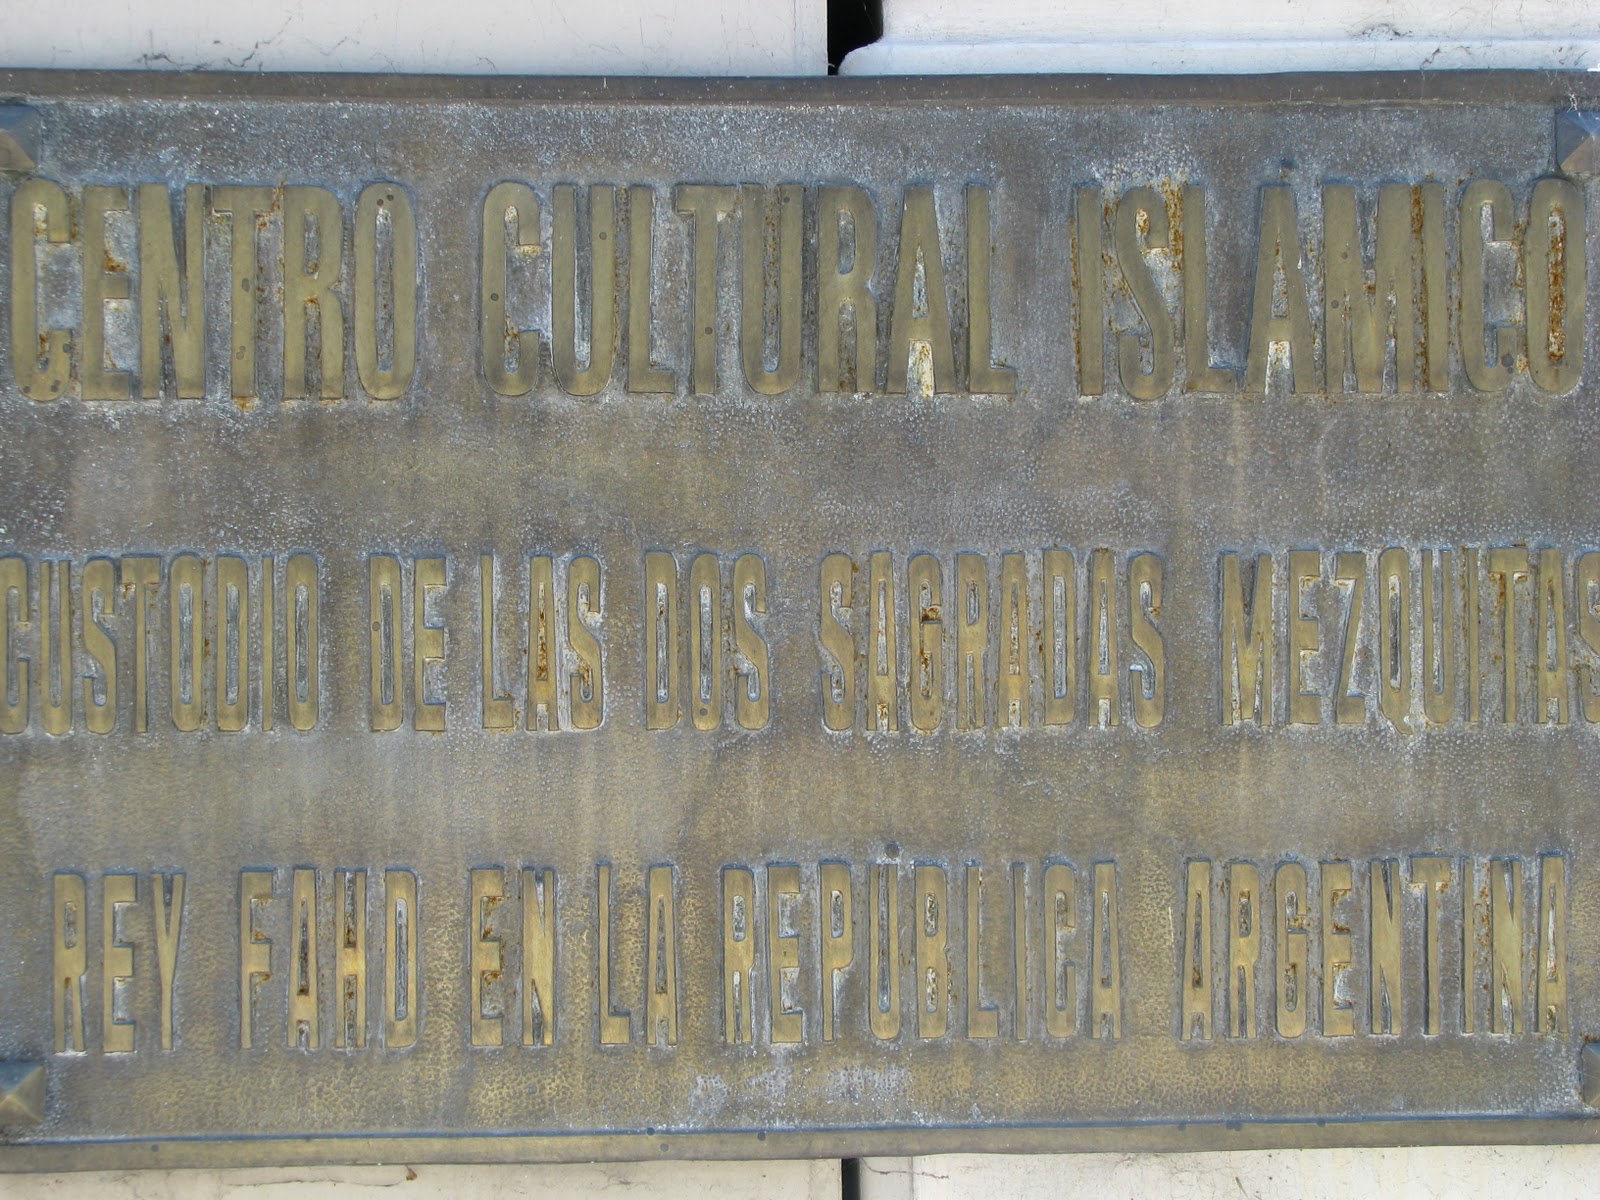 CENTRO CULTURAL ISLAMICO
CUSTODIO DE LAS DOS SAGRADAS MEZQUITAS
REY FAHD EN LA REPÚBLICA ARGENTINA